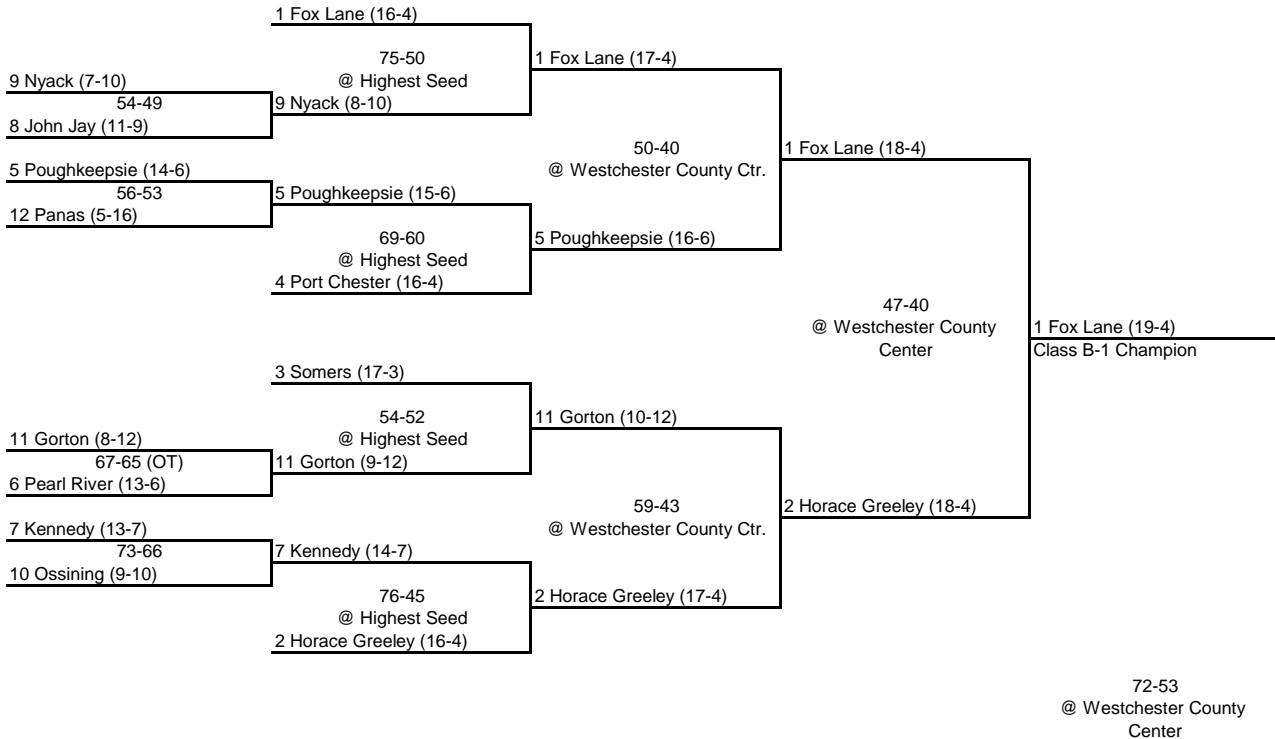 1 Fox Lane (16-4)
75-50
@ Highest Seed
1 Fox Lane (17-4)
9 Nyack (7-10)
54-49
9 Nyack (8-10)
8 John Jay (11-9)
50-40
@ Westchester County Ctr.
1 Fox Lane (18-4)
5 Poughkeepsie (14-6)
56-53
5 Poughkeepsie (15-6)
12 Panas (5-16)
69-60
@ Highest Seed
5 Poughkeepsie (16-6)
4 Port Chester (16-4)
47-40
@ Westchester County
Center
1 Fox Lane (19-4)
Class B-1 Champion
3 Somers (17-3)
54-52
@ Highest Seed
11 Gorton (10-12)
11 Gorton (8-12)
67-65 (OT)
11 Gorton (9-12)
6 Pearl River (13-6)
59-43
@ Westchester County Ctr.
2 Horace Greeley (18-4)
7 Kennedy (13-7)
73-66
7 Kennedy (14-7)
10 Ossining (9-10)
76-45
@ Highest Seed
2 Horace Greeley (17-4)
2 Horace Greeley (16-4)
72-53
@ Westchester County
Center